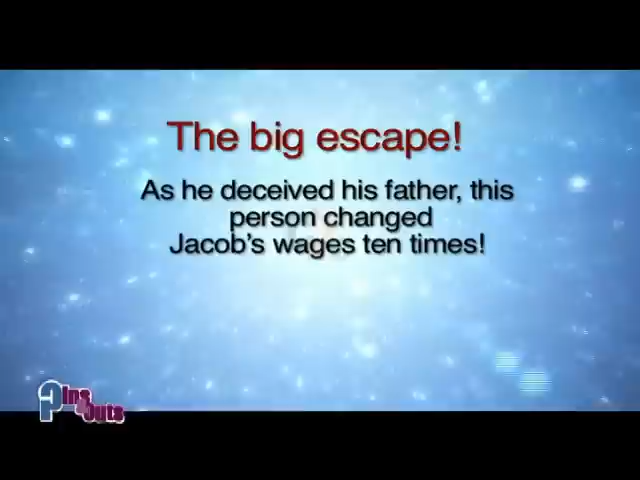 The big escape!
As he deceived his father, this
person changed
Jacob's wages ten times!
Ins
Outs